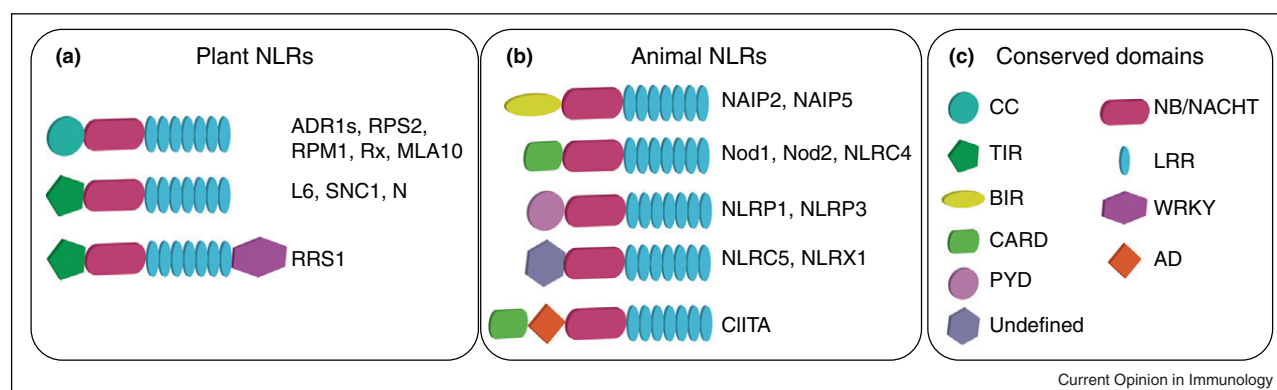 (a) Plant NLRs
ADR1s, RPS2,
RPM1, Rx, MLA10
L6, SNC1, N
RRS1
(b) Animal NLRs
NAIP2, NAIP5
Nod1, Nod2, NLRC4
NLRP1, NLRP3
NLRC5, NLRX1
CIITA
(c) Conserved domains
CC
TIR
BIR
CARD
PYD
Undefined
NB/NACHT
LRR
WRKY
AD
Current Opinion in Immunology